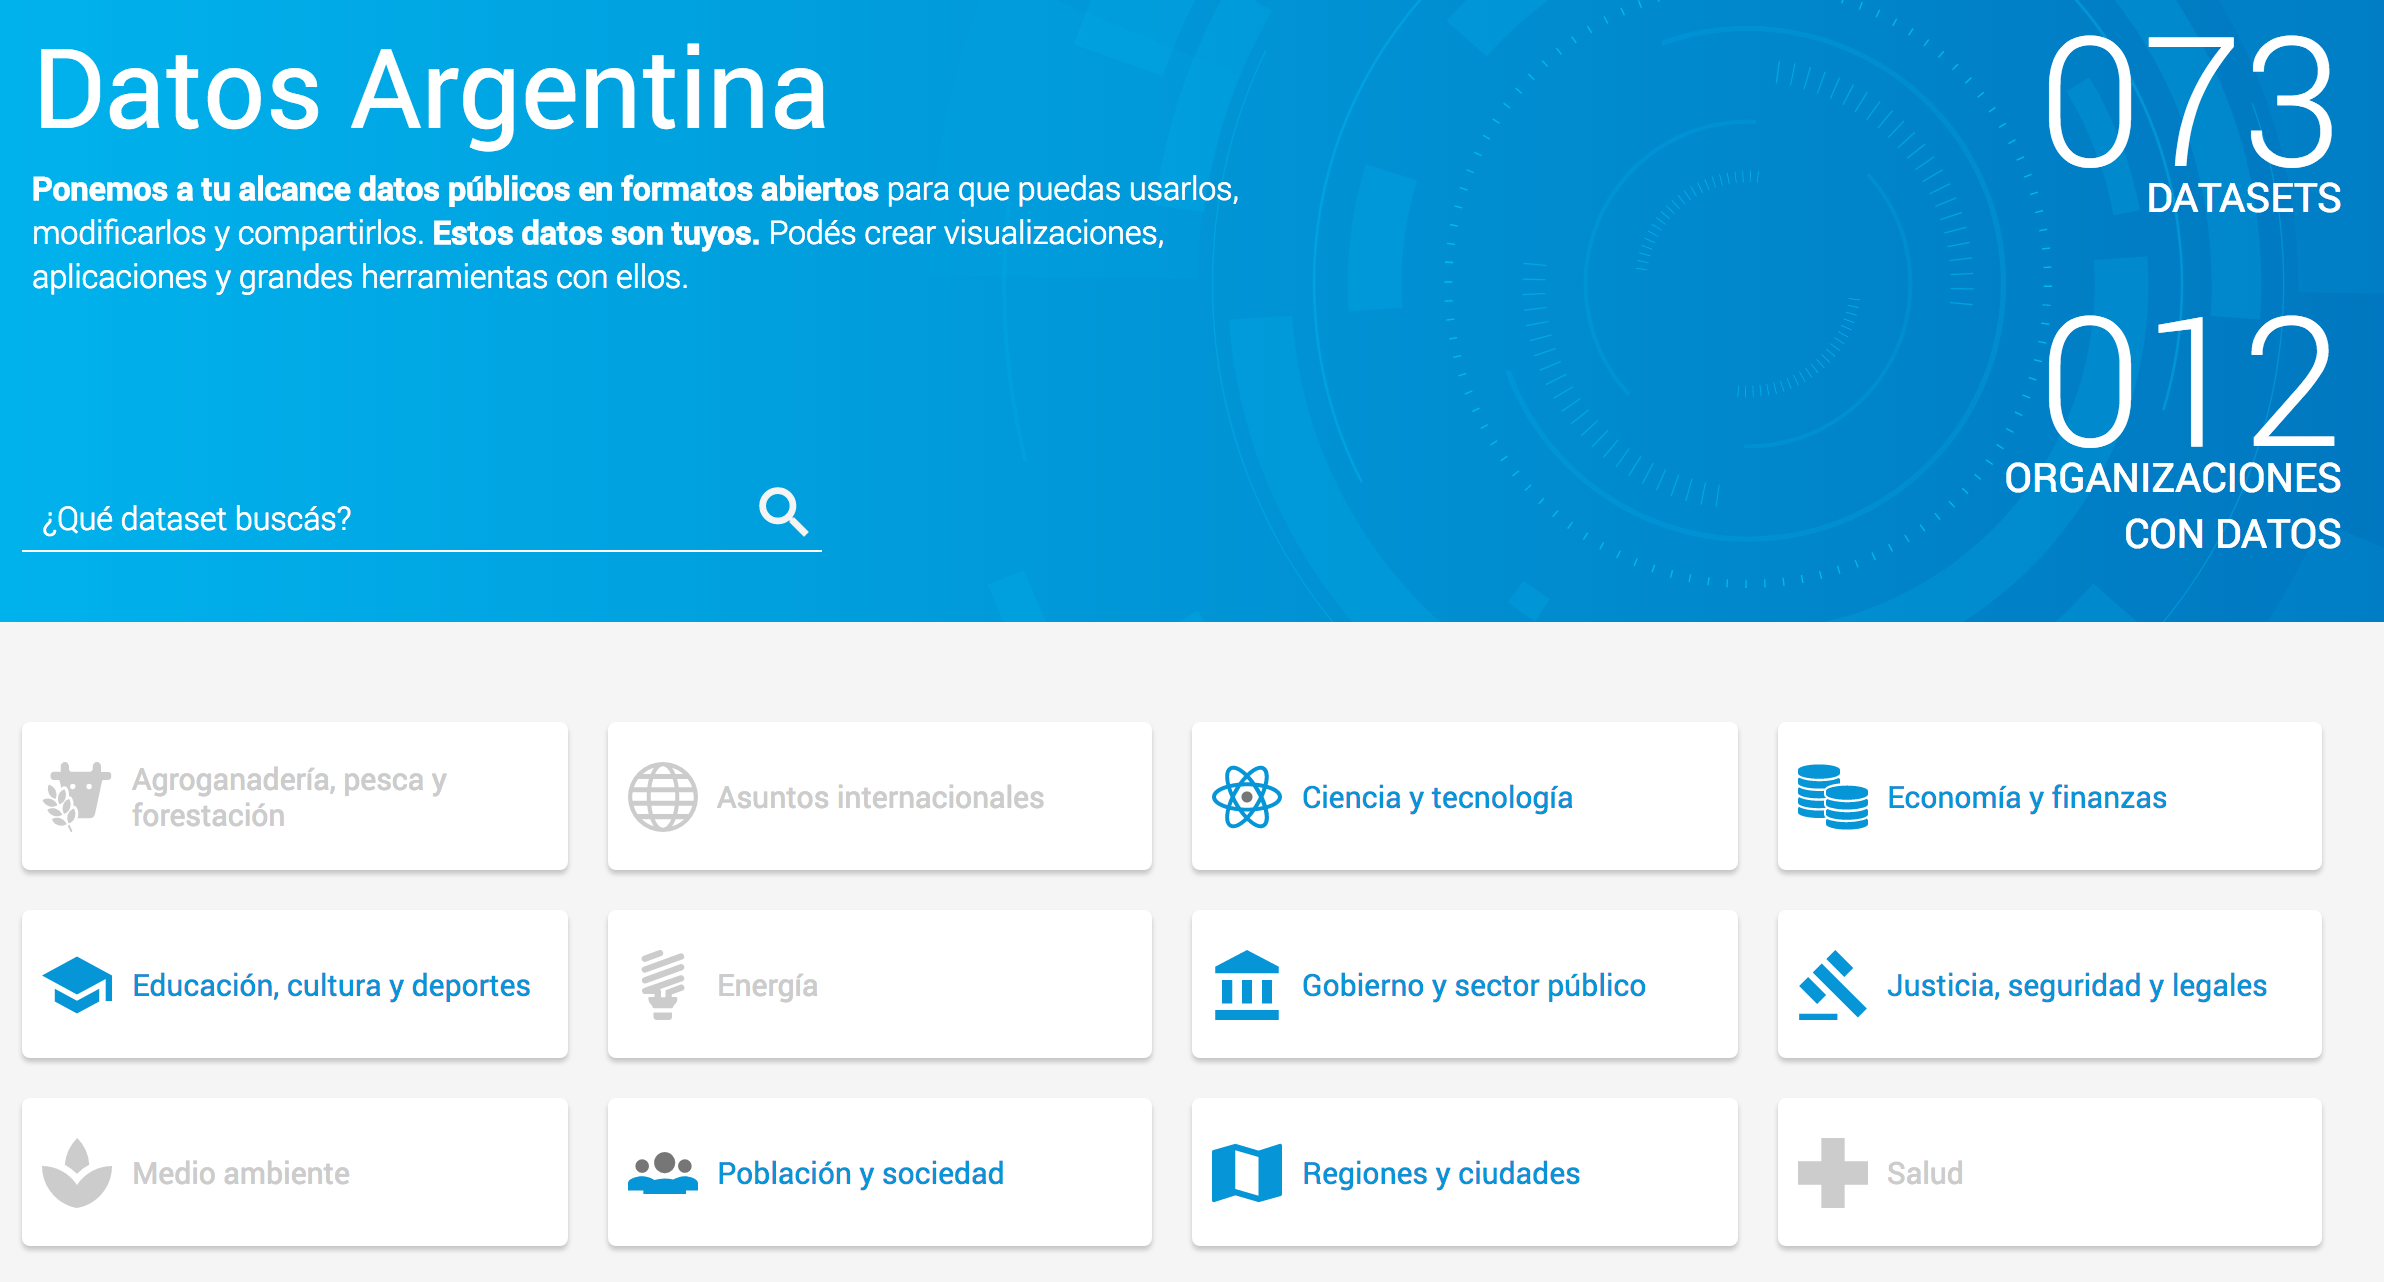 Datos Argentina
Ponemos a tu alcance datos públicos en formatos abiertos para que puedas usarlos,
modificarlos y compartirlos. Estos datos son tuyos. Podés crear visualizaciones,
aplicaciones y grandes herramientas con ellos.
¿Qué dataset buscás?
073
DATASETS
012
ORGANIZACIONES
CON DATOS
Agroganadería, pesca y
forestación
Asuntos internacionales
Ciencia y tecnología
Economía y finanzas
Educación, cultura y deportes
Energía
Gobierno y sector público
Justicia, seguridad y legales
Medio ambiente
Población y sociedad
Regiones y ciudades
Salud